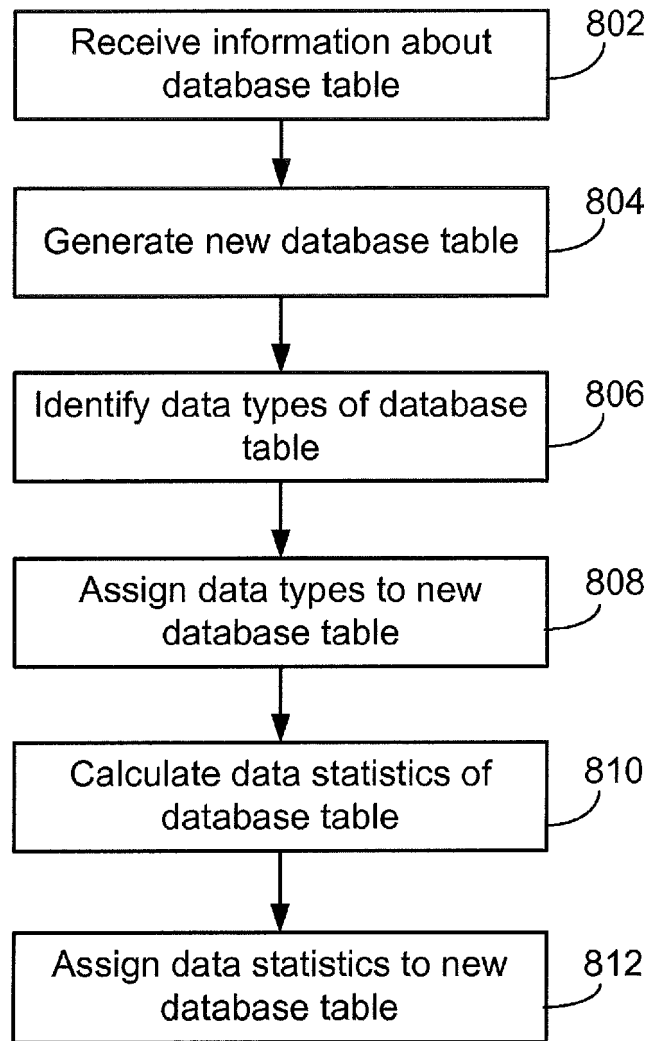 Receive information about
database table
802
Generate new database table
804
Identify data types of database
table
806
Assign data types to new
database table
808
Calculate data statistics of
database table
810
Assign data statistics to new
database table
812